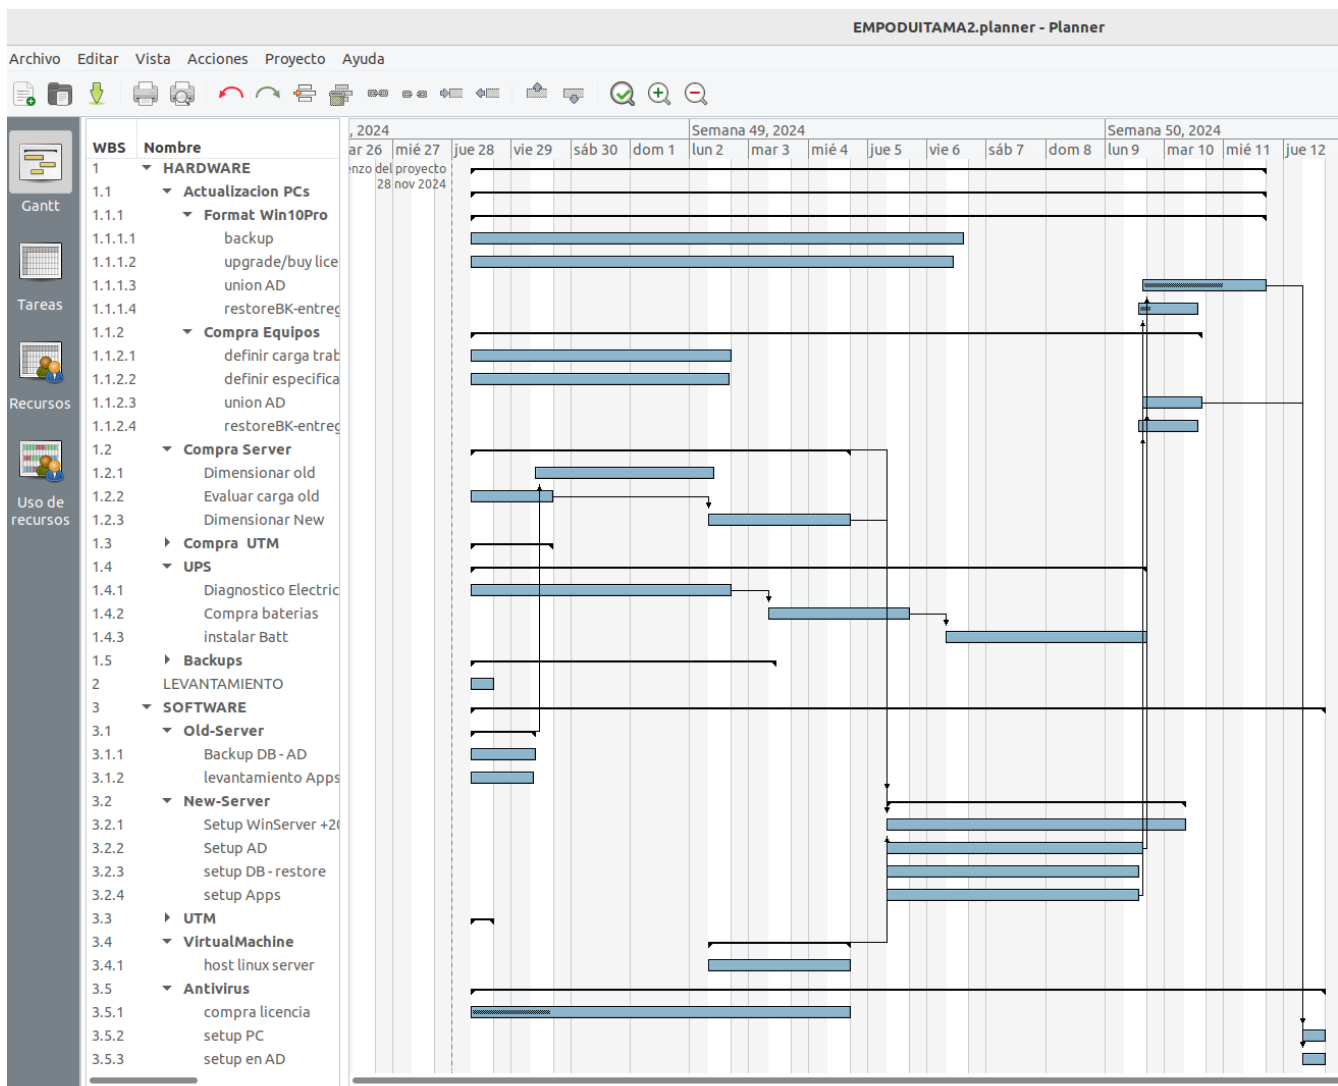 EMPODUITAMA2.planner - Planner
Archivo Editar Vista Acciones Proyecto Ayuda
WBS Nombre
, 2024 Semana 49, 2024 Semana 50, 2024
ar 26 mié 27 jue 28 vie 29 sáb 30 dom 1 lun 2 mar 3 mié 4 jue 5 vie 6 sáb 7 dom 8 lun 9 mar 10 mié 11 jue 12
enzo del proyecto
28 nov 2024
Gantt
Tareas
Recursos
Uso de
recursos
1 HARDWARE
1.1 Actualizacion PCs
1.1.1 Format Win10Pro
1.1.1.1 backup
1.1.1.2 upgrade/buy lice
1.1.1.3 union AD
1.1.1.4 restoreBK-entreg
1.1.2 Compra Equipos
1.1.2.1 definir carga trab
1.1.2.2 definir especifica
1.1.2.3 union AD
1.1.2.4 restoreBK-entreg
1.2 Compra Server
1.2.1 Dimensionar old
1.2.2 Evaluar carga old
1.2.3 Dimensionar New
1.3 Compra UTM
1.4 UPS
1.4.1 Diagnostico Electric
1.4.2 Compra baterias
1.4.3 instalar Batt
1.5 Backups
2 LEVANTAMIENTO
3 SOFTWARE
3.1 Old-Server
3.1.1 Backup DB - AD
3.1.2 levantamiento Apps
3.2 New-Server
3.2.1 Setup WinServer +20
3.2.2 Setup AD
3.2.3 setup DB - restore
3.2.4 setup Apps
3.3 UTM
3.4 VirtualMachine
3.4.1 host linux server
3.5 Antivirus
3.5.1 compra licencia
3.5.2 setup PC
3.5.3 setup en AD